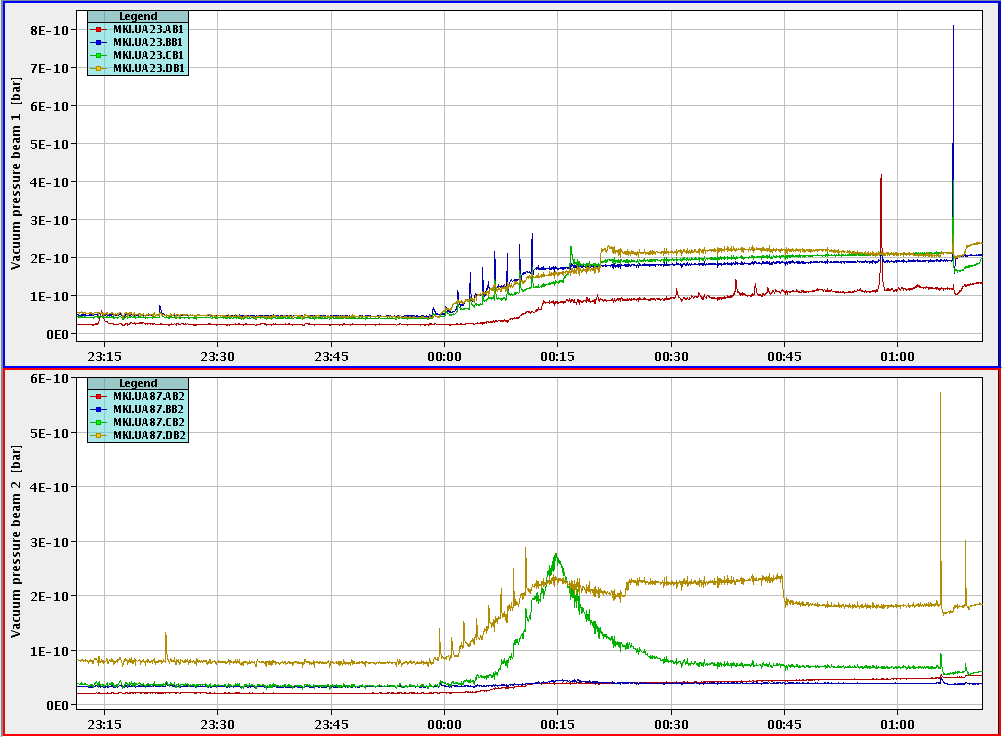 Legend
MKI.UA23.AB1
MKI.UA23.BB1
MKI.UA23.CB1
MKI.UA23.DB1
Vacuum pressure beam 1 [bar]
8E-10
7E-10
6E-10
5E-10
4E-10
3E-10
2E-10
1E-10
0E0
23:15 23:30 23:45 00:00 00:15 00:30 00:45 01:00
Legend
MKI.UA87.AB2
MKI.UA87.BB2
MKI.UA87.CB2
MKI.UA87.DB2
Vacuum pressure beam 2 [bar]
6E-10
5E-10
4E-10
3E-10
2E-10
1E-10
0E0
23:15 23:30 23:45 00:00 00:15 00:30 00:45 01:00